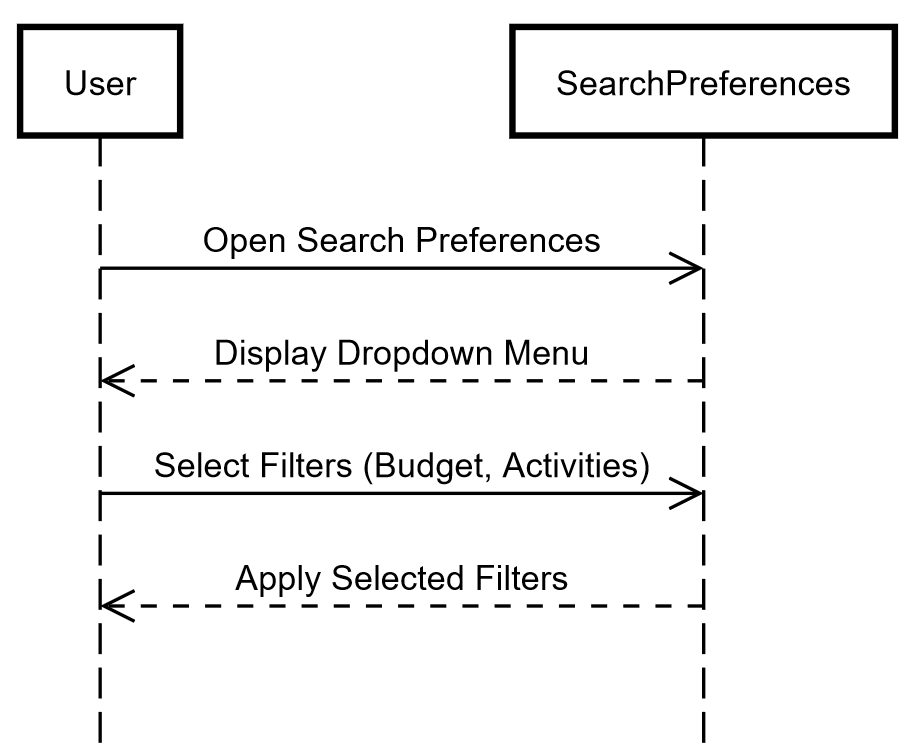 User
SearchPreferences
Open Search Preferences
Display Dropdown Menu
Select Filters (Budget, Activities)
Apply Selected Filters